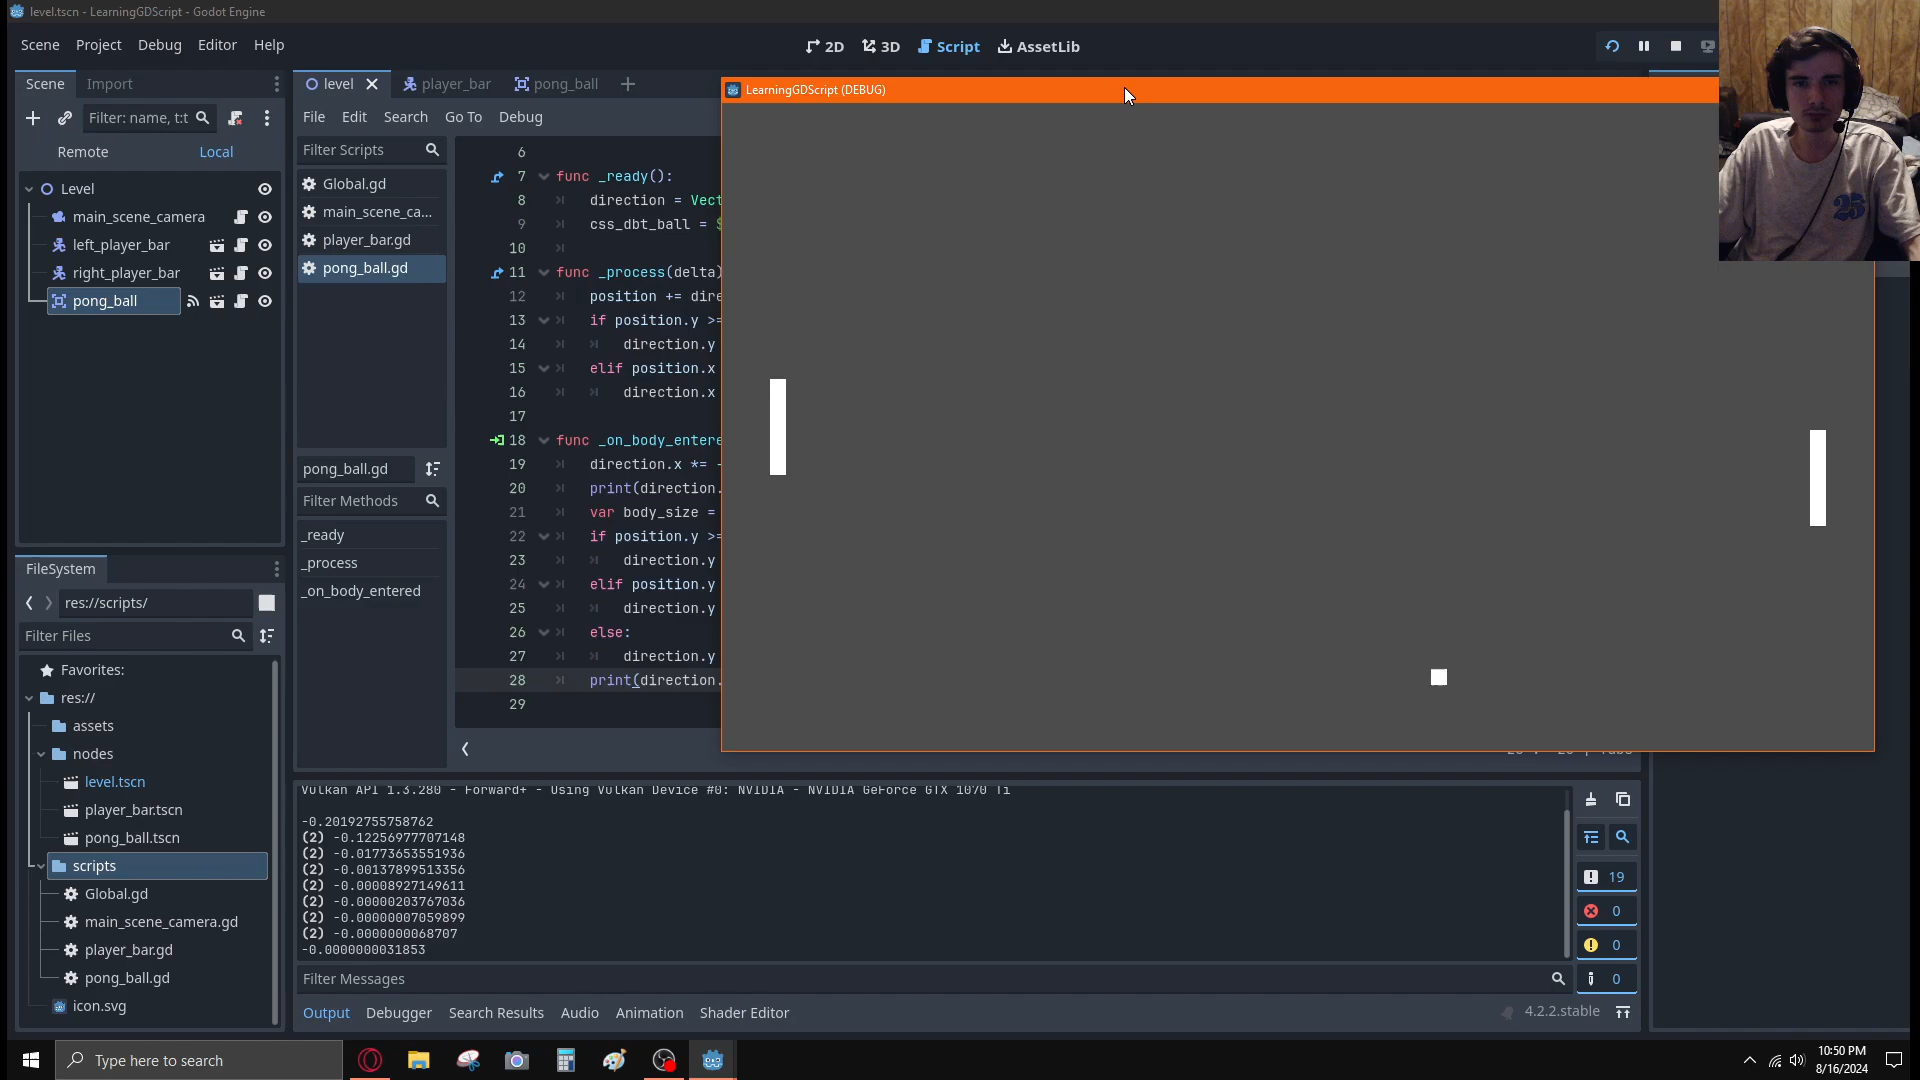 level.tscn - LearningGDScript - Godot Engine
Scene Project Debug Editor Help
2D 3D Script AssetLib
Scene Import
level player_bar pong_ball
LearningGDScript (DEBUG)
Filter: name, t:t
File Edit Search Go To Debug
Remote Local
Filter Scripts
Level
main_scene_camera
left_player_bar
right_player_bar
pong_ball
Global.gd
main_scene_ca...
player_bar.gd
pong_ball.gd
pong_ball.gd
Filter Methods
_ready
_process
_on_body_entered
6
7 func _ready():
8 direction = Vect
9 css_dbt_ball = $
10
11 func _process(delta)
12 position += dire
13 if position.y >=
14 direction.y
15 elif position.x
16 direction.x
17
18 func _on_body_entere
19 direction.x *= -
20 print(direction.
21 var body_size =
22 if position.y >=
23 direction.y
24 elif position.y
25 direction.y
26 else:
27 direction.y
28 print(direction.
29
FileSystem
res://scripts/
Filter Files
Favorites:
res://
assets
nodes
level.tscn
player_bar.tscn
pong_ball.tscn
scripts
Global.gd
main_scene_camera.gd
player_bar.gd
pong_ball.gd
icon.svg
Vulkan API 1.3.280 - Forward+ - Using Vulkan Device #0: NVIDIA - NVIDIA GeForce GTX 1070 Ti
-0.20192755758762
(2) -0.12256977707148
(2) -0.01773653551936
(2) -0.00137899513356
(2) -0.00008927149611
(2) -0.00000203767036
(2) -0.00000007059899
(2) -0.0000000068707
-0.0000000031853
19
0
0
0
Filter Messages
Output Debugger Search Results Audio Animation Shader Editor
4.2.2.stable
Type here to search
10:50 PM
8/16/2024
25